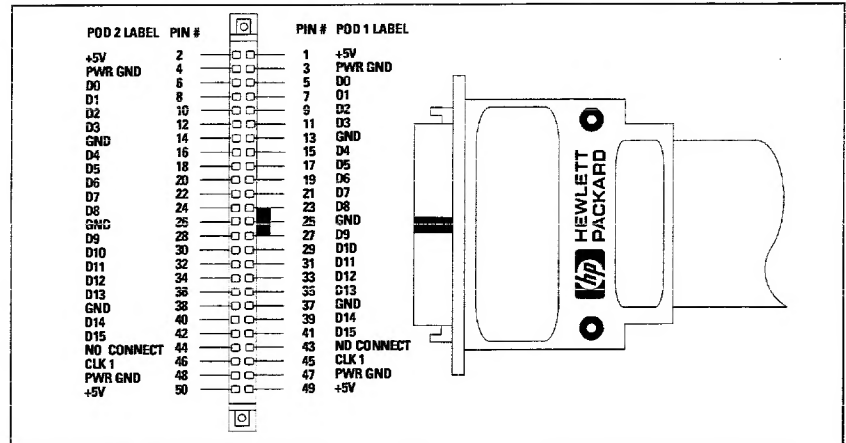 POD 2 LABEL PIN # PIN # POD 1 LABEL
+5V 2 1 +5V
PWR GND 4 3 PWR GND
D0 6 5 D0
D1 8 7 D1
D2 10 9 D2
D3 12 11 D3
GND 14 13 GND
D4 16 15 D4
D5 18 17 D5
D6 20 19 D6
D7 22 21 D7
D8 24 23 D8
GND 26 25 GND
D9 28 27 D9
D10 30 29 D10
D11 32 31 D11
D12 34 33 D12
D13 36 35 D13
GND 38 37 GND
D14 40 39 D14
D15 42 41 D15
NO CONNECT 44 43 NO CONNECT
CLK 1 46 45 CLK 1
PWR GND 48 47 PWR GND
+5V 50 49 +5V
hp
HEWLETT
PACKARD